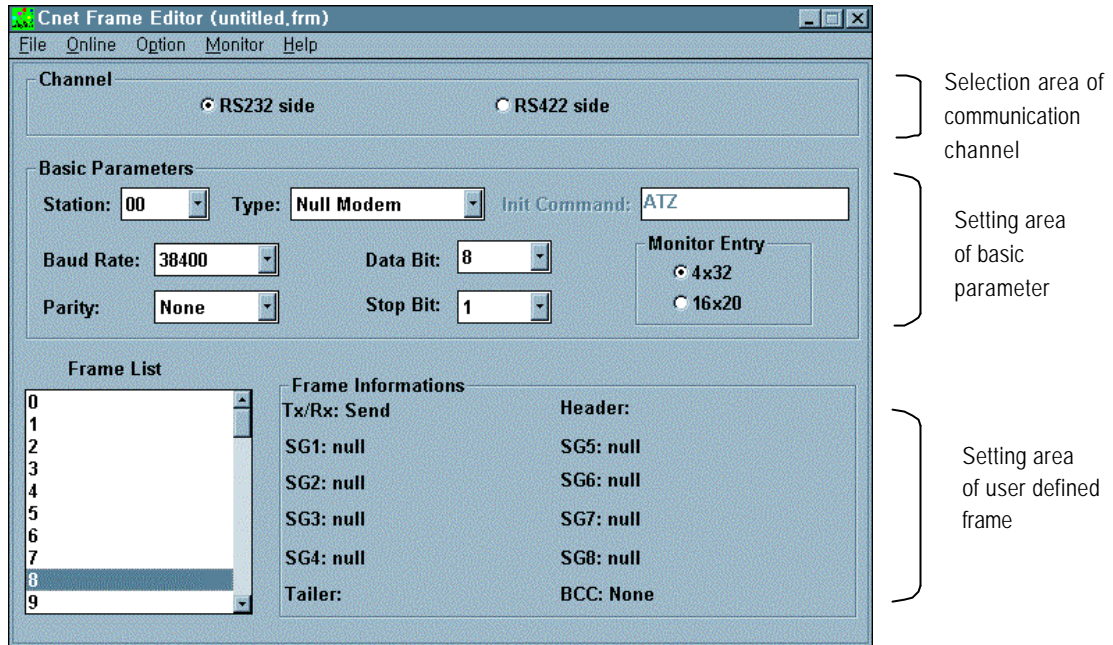 Cnet Frame Editor (untitled.frm)
File Online Option Monitor Help
Channel
RS232 side RS422 side
Selection area of
communication
channel
Basic Parameters
Station: 00 Type: Null Modem Init Command: ATZ
Baud Rate: 38400 Data Bit: 8
Monitor Entry
4x32
Parity: None Stop Bit: 1
16x20
Setting area
of basic
parameter
Frame List
0
1
2
3
4
5
6
7
8
9
Frame Informations
Tx/Rx: Send Header:
SG1: null SG5: null
SG2: null SG6: null
SG3: null SG7: null
SG4: null SG8: null
Tailer: BCC: None
Setting area
of user defined
frame